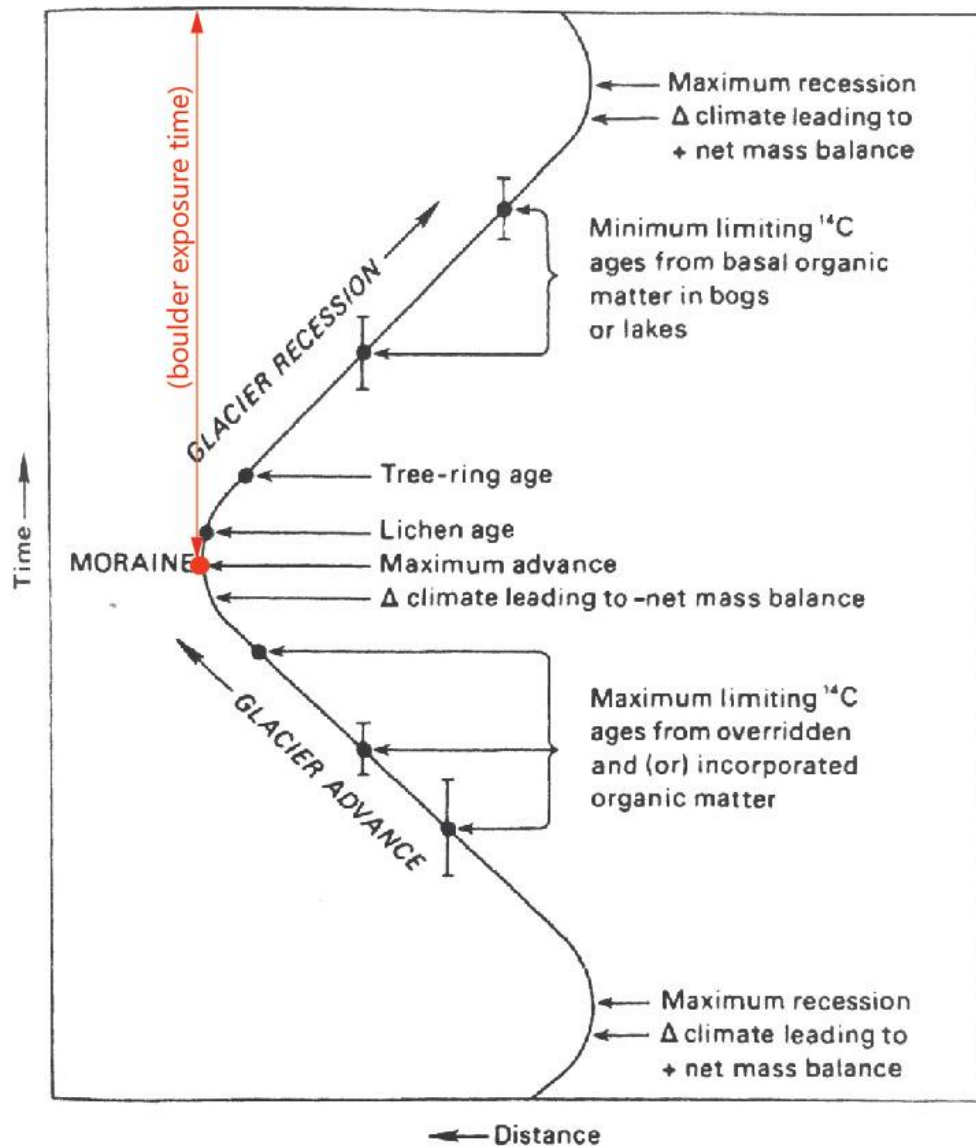 (boulder exposure time)
Maximum recession
Δ climate leading to
+ net mass balance
Minimum limiting ¹⁴C
ages from basal organic
matter in bogs
or lakes
GLACIER RECESSION
Tree-ring age
Lichen age
MORAINE
Maximum advance
Δ climate leading to -net mass balance
Time
GLACIER ADVANCE
Maximum limiting ¹⁴C
ages from overridden
and (or) incorporated
organic matter
Maximum recession
Δ climate leading to
+ net mass balance
Distance